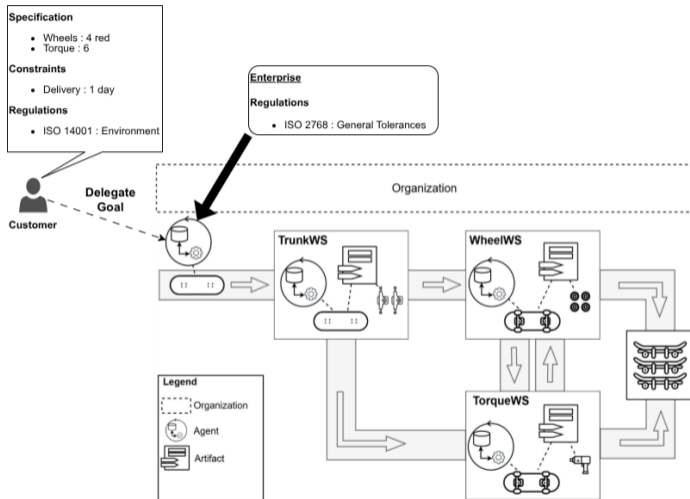 Specification
Wheels : 4 red
Torque : 6
Constraints
Delivery : 1 day
Regulations
ISO 14001 : Environment
Enterprise
Regulations
ISO 2768 : General Tolerances
Customer
Delegate
Goal
Organization
TrunkWS
WheelWS
TorqueWS
Legend
Organization
Agent
Artifact